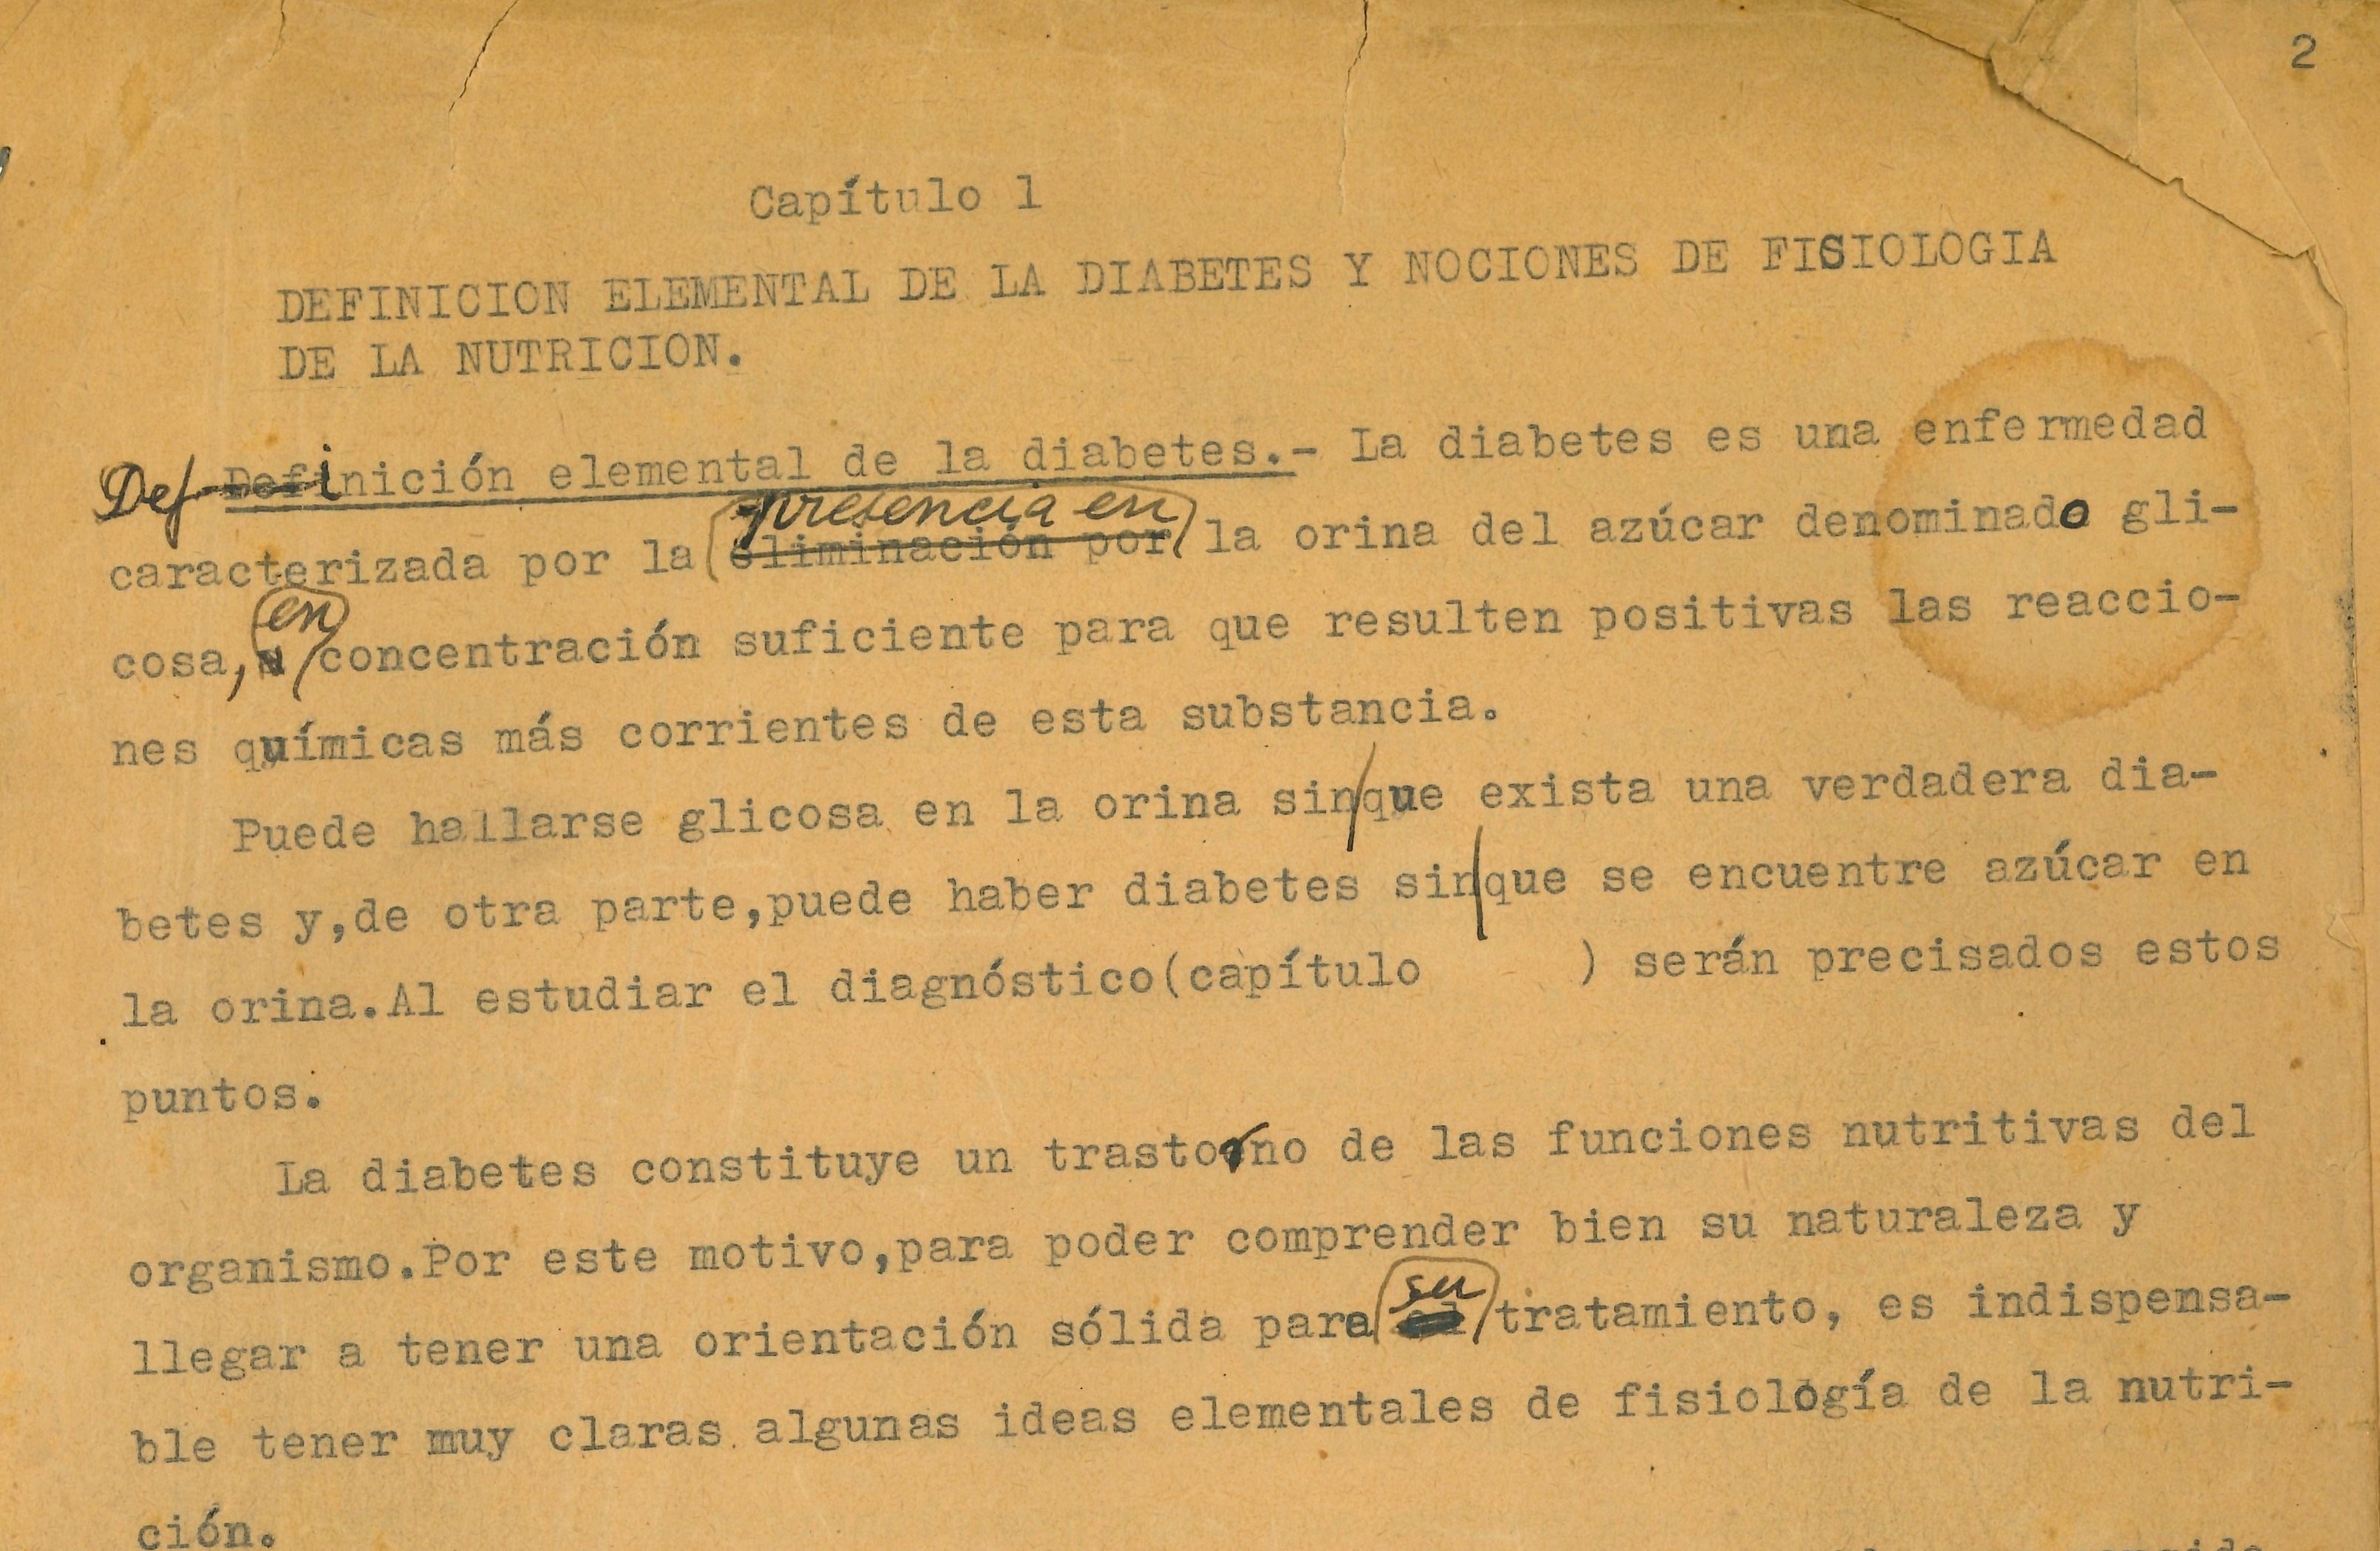 2
Capítulo 1
DEFINICION ELEMENTAL DE LA DIABETES Y NOCIONES DE FISIOLOGIA
DE LA NUTRICION.
Definición elemental de la diabetes.- La diabetes es una enfermedad
presencia en
caracterizada por la eliminación por la orina del azúcar denominado gli-
en
cosa, concentración suficiente para que resulten positivas las reaccio-
nes químicas más corrientes de esta substancia.
Puede hallarse glicosa en la orina sin/que exista una verdadera dia-
betes y,de otra parte,puede haber diabetes sin/que se encuentre azúcar en
la orina.Al estudiar el diagnóstico(capítulo ) serán precisados estos
puntos.
La diabetes constituye un trastorno de las funciones nutritivas del
organismo.Por este motivo,para poder comprender bien su naturaleza y
su
llegar a tener una orientación sólida para el tratamiento, es indispensa-
ble tener muy claras algunas ideas elementales de fisiología de la nutri-
ción.